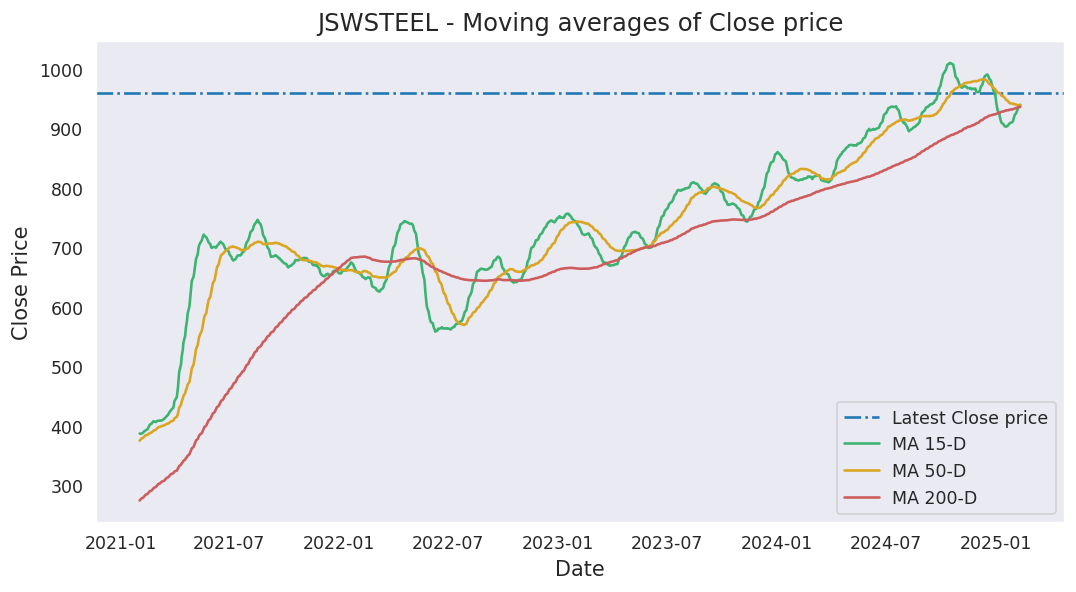 JSWSTEEL - Moving averages of Close price
1000
900
800
700
600
500
400
300
Close Price
Latest Close price
MA 15-D
MA 50-D
MA 200-D
2021-01 2021-07 2022-01 2022-07 2023-01 2023-07 2024-01 2024-07 2025-01
Date